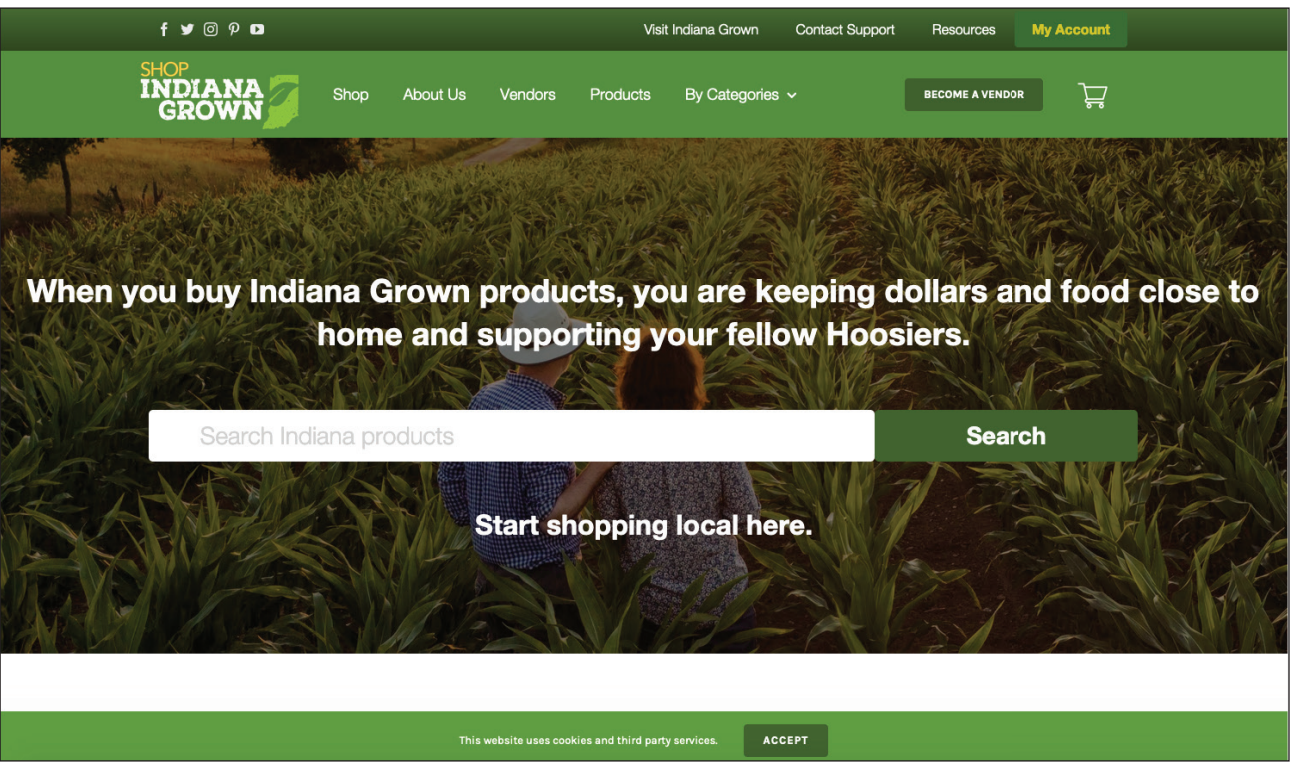 Visit Indiana Grown Contact Support Resources My Account
SHOP
INDIANA
GROWN
Shop About Us Vendors Products By Categories BECOME A VENDOR
When you buy Indiana Grown products, you are keeping dollars and food close to
home and supporting your fellow Hoosiers.
Search Indiana products Search
Start shopping local here.
This website uses cookies and third party services. ACCEPT